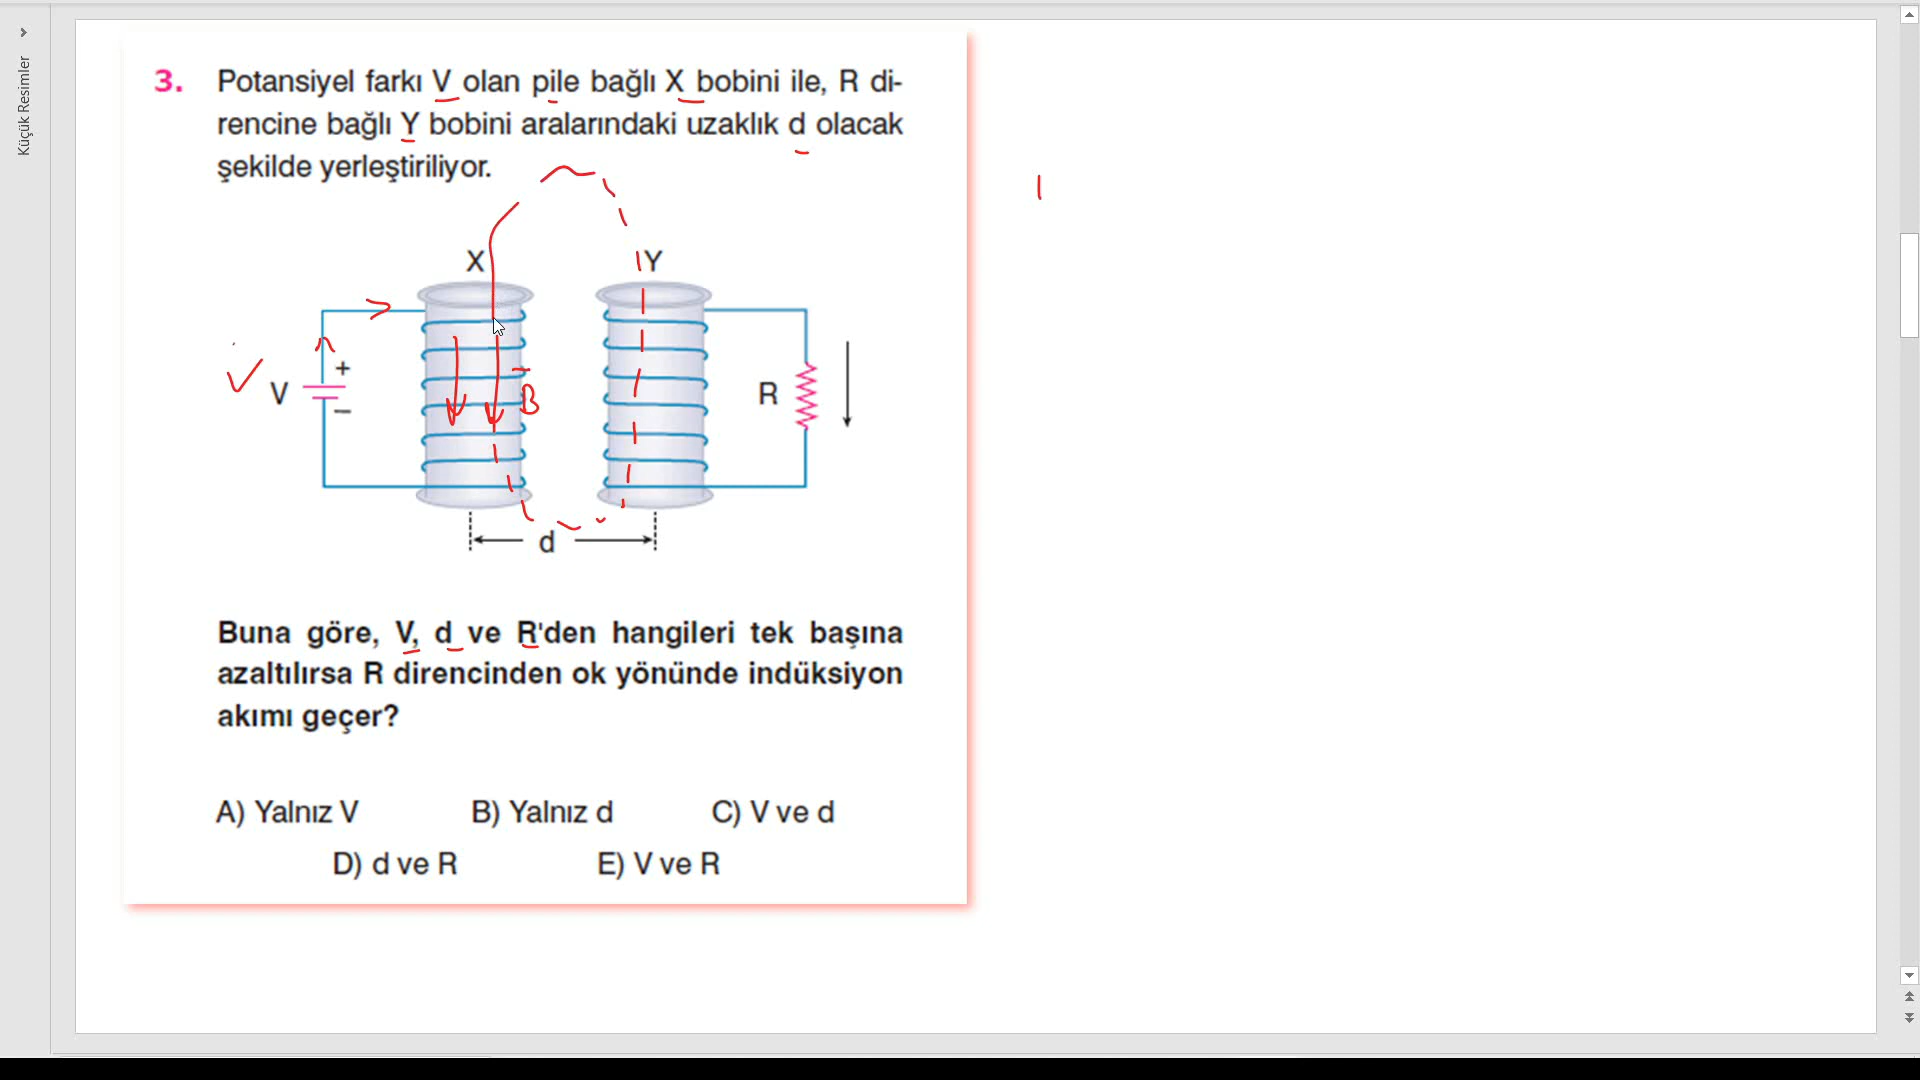 Küçük Resimler
3. Potansiyel farkı V olan pile bağlı X bobini ile, R di-
rencine bağlı Y bobini aralarındaki uzaklık d olacak
şekilde yerleştiriliyor.
X
Y
+
V
−
B
R
d
Buna göre, V, d ve R'den hangileri tek başına
azaltılırsa R direncinden ok yönünde indüksiyon
akımı geçer?
A) Yalnız V B) Yalnız d C) V ve d
D) d ve R E) V ve R